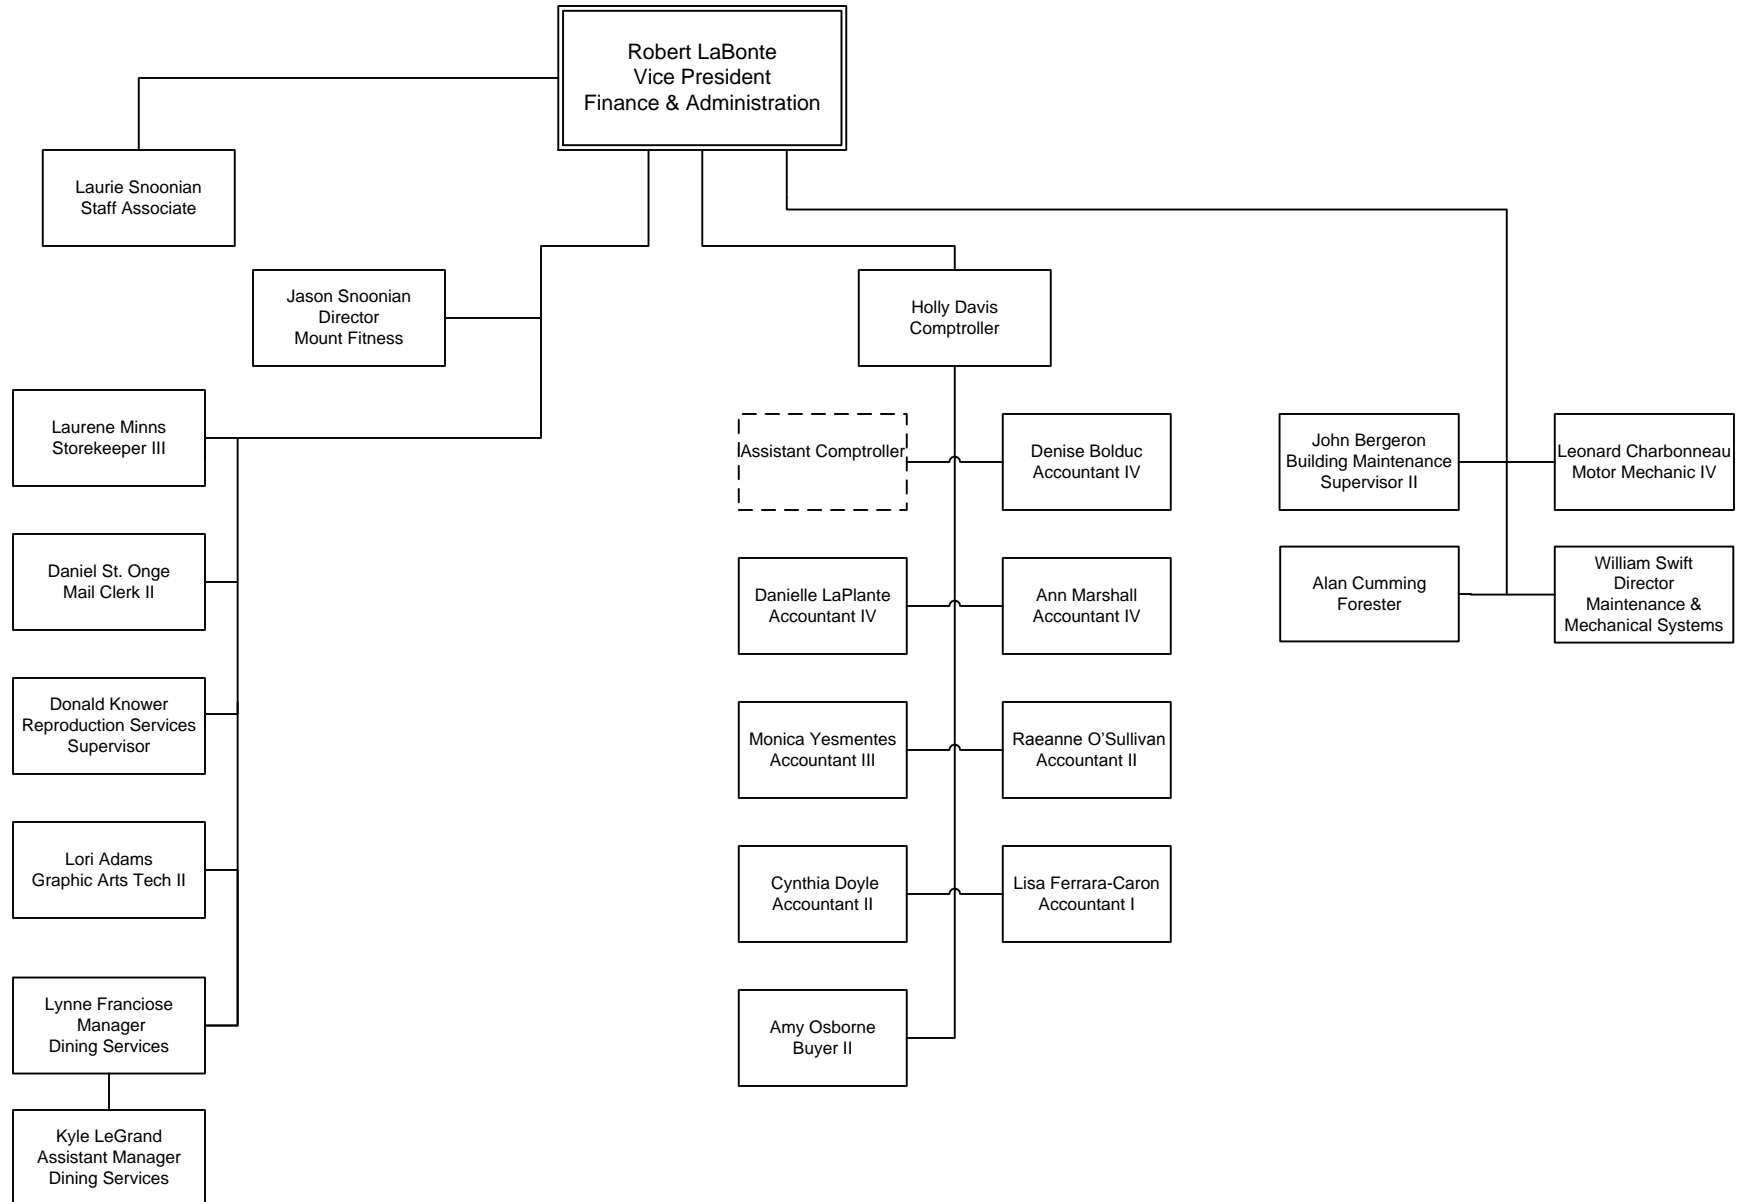 Robert LaBonte
Vice President
Finance & Administration
Laurie Snoonian
Staff Associate
Jason Snoonian
Director
Mount Fitness
Holly Davis
Comptroller
Laurene Minns
Storekeeper III
Assistant Comptroller
Denise Bolduc
Accountant IV
John Bergeron
Building Maintenance
Supervisor II
Leonard Charbonneau
Motor Mechanic IV
Daniel St. Onge
Mail Clerk II
Danielle LaPlante
Accountant IV
Ann Marshall
Accountant IV
Alan Cumming
Forester
William Swift
Director
Maintenance &
Mechanical Systems
Donald Knower
Reproduction Services
Supervisor
Monica Yesmentes
Accountant III
Raeanne O’Sullivan
Accountant II
Lori Adams
Graphic Arts Tech II
Cynthia Doyle
Accountant II
Lisa Ferrara-Caron
Accountant I
Lynne Franciose
Manager
Dining Services
Amy Osborne
Buyer II
Kyle LeGrand
Assistant Manager
Dining Services